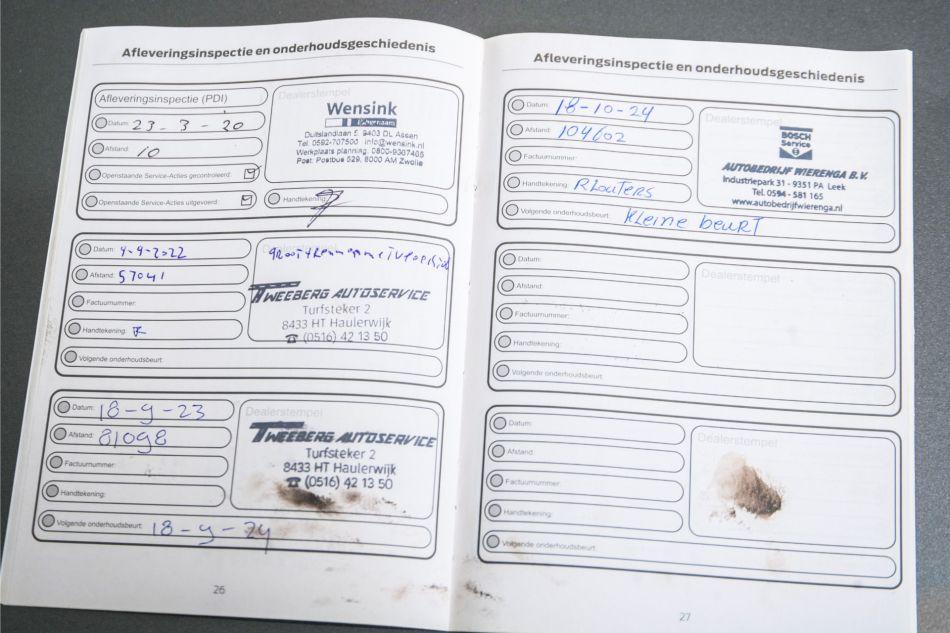 Afleveringsinspectie en onderhoudsgeschiedenis
Afleveringsinspectie (PDI)
Datum: 23 - 3 - 20
Afstand: 10
Openstaande Service-Acties gecontroleerd:
Openstaande Service-Acties uitgevoerd:
Dealerstempel
Wensink
Duitslandlaan 5, 9403 DL Assen
Tel. 0592-707500 info@wensink.nl
Werkplaats planning: 0800-9367465
Post: Postbus 529, 8000 AM Zwolle
Handtekening:
Datum: 4-4-2022
Afstand: 57041
Factuurnummer:
Handtekening:
Volgende onderhoudsbeurt:
TWEEBERG AUTOSERVICE
Turfsteker 2
8433 HT Haulerwijk
☎ (0516) 42 13 50
Datum: 18-9-23
Afstand: 81098
Factuurnummer:
Handtekening:
Volgende onderhoudsbeurt: 18-9-24
Dealerstempel
TWEEBERG AUTOSERVICE
Turfsteker 2
8433 HT Haulerwijk
☎ (0516) 42 13 50
26
Afleveringsinspectie en onderhoudsgeschiedenis
Datum: 18-10-24
Afstand: 104602
Factuurnummer:
Handtekening: R Louters
Volgende onderhoudsbeurt: Kleine beurt
Dealerstempel
BOSCH
Service
AUTOBEDRIJF WIERENGA B.V.
Industriepark 31 - 9351 PA Leek
Tel. 0594 - 581 165
www.autobedrijfwierenga.nl
Datum:
Afstand:
Factuurnummer:
Handtekening:
Volgende onderhoudsbeurt:
Dealerstempel
Datum:
Afstand:
Factuurnummer:
Handtekening:
Volgende onderhoudsbeurt:
Dealerstempel
27